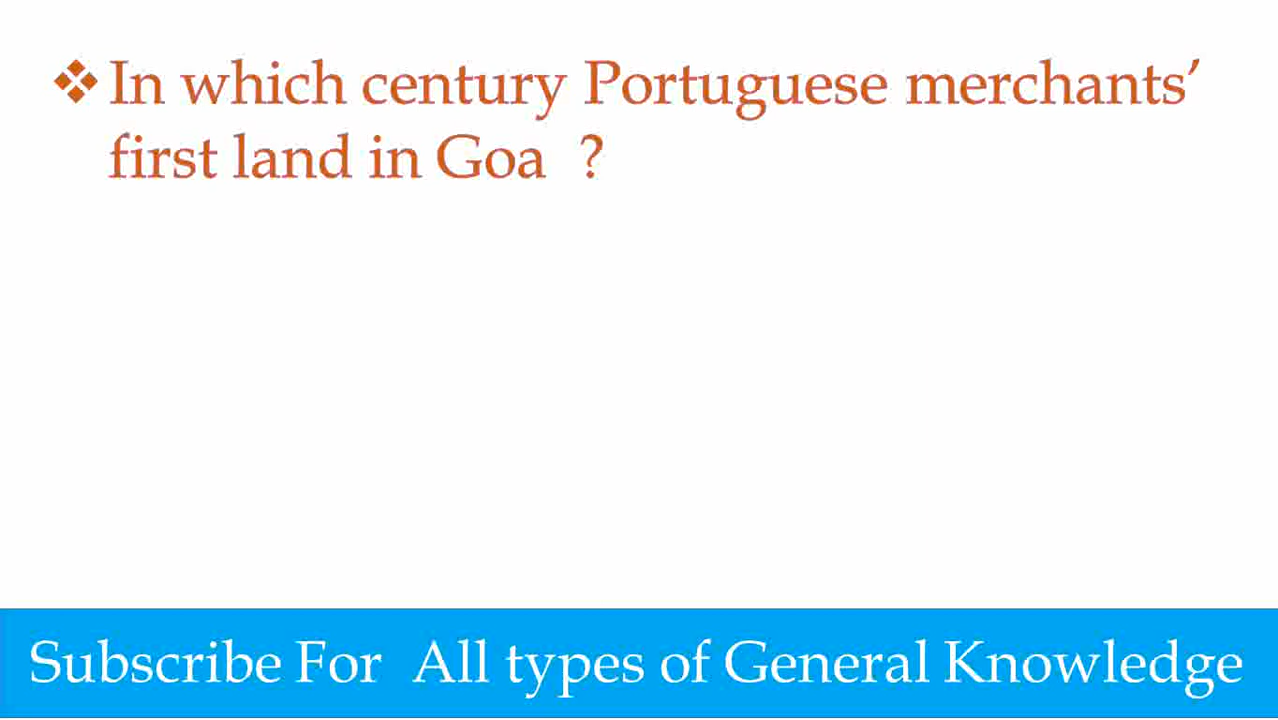 ❖In which century Portuguese merchants’
first land in Goa ?
Subscribe For All types of General Knowledge